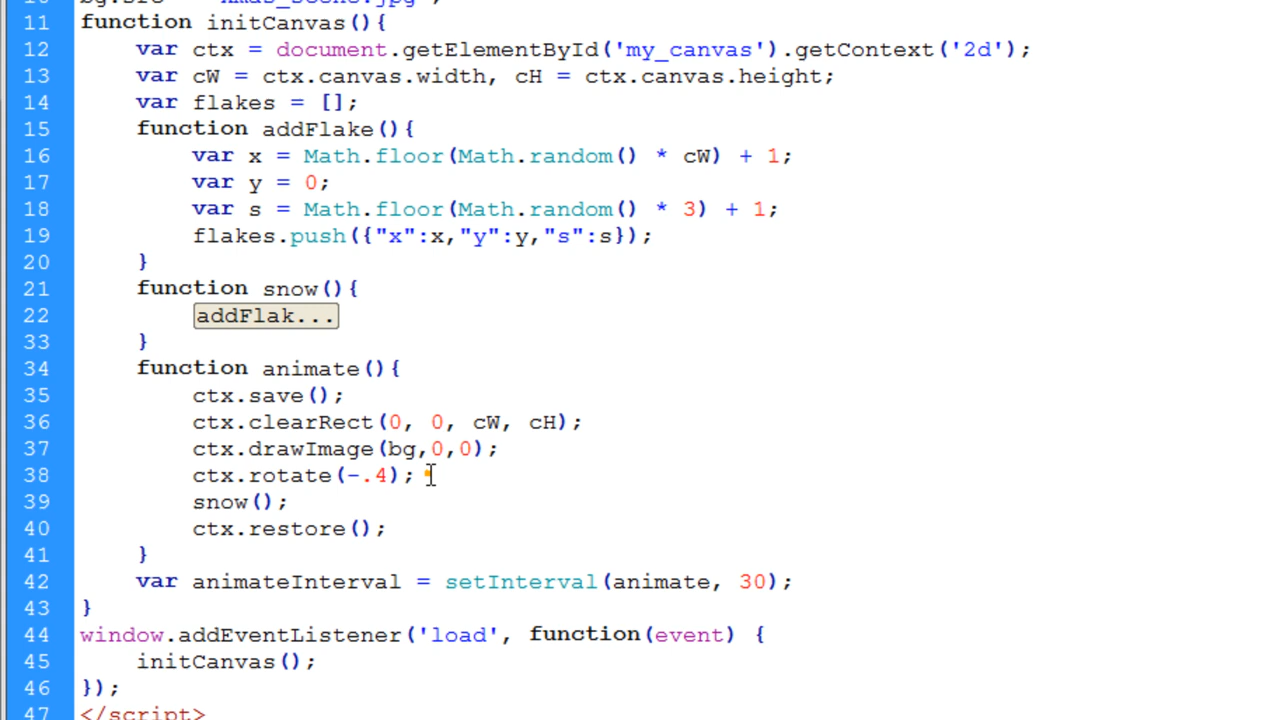 11 function initCanvas(){
12 var ctx = document.getElementById('my_canvas').getContext('2d');
13 var cW = ctx.canvas.width, cH = ctx.canvas.height;
14 var flakes = [];
15 function addFlake(){
16 var x = Math.floor(Math.random() * cW) + 1;
17 var y = 0;
18 var s = Math.floor(Math.random() * 3) + 1;
19 flakes.push({"x":x,"y":y,"s":s});
20 }
21 function snow(){
22 addFlak...
33 }
34 function animate(){
35 ctx.save();
36 ctx.clearRect(0, 0, cW, cH);
37 ctx.drawImage(bg,0,0);
38 ctx.rotate(-.4);
39 snow();
40 ctx.restore();
41 }
42 var animateInterval = setInterval(animate, 30);
43 }
44 window.addEventListener('load', function(event) {
45 initCanvas();
46 });
47 </script>